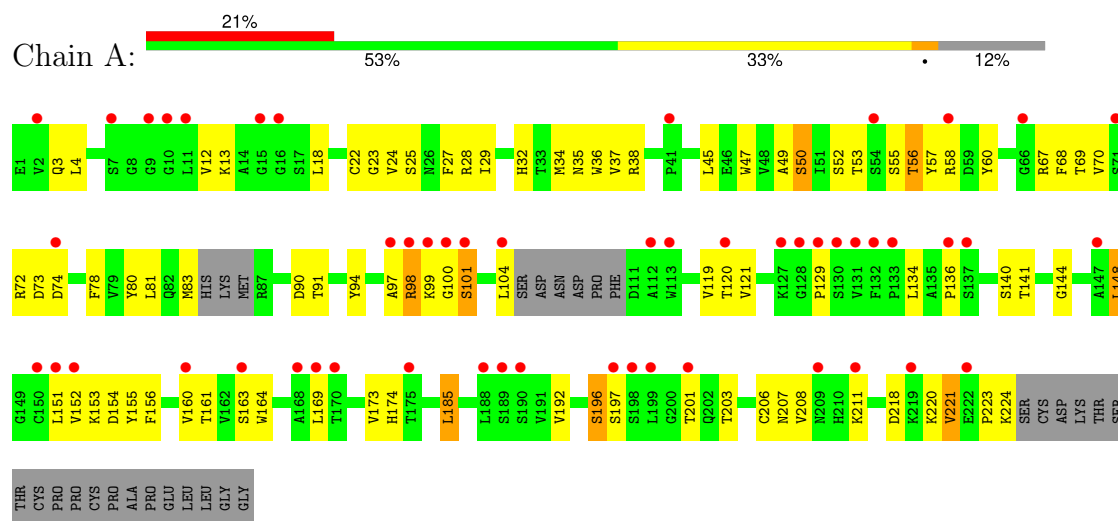 21%
Chain A:
53% 33% • 12%
E1 V2 Q3 L4 S7 G8 G9 G10 L11 V12 K13 A14 G15 G16 S17 L18 C22 G23 V24 S25 N26 F27 R28 I29 H32 T33 M34 N35 W36 V37 R38 P41 L45 E46 W47 V48 A49 S50 I51 S52 T53 S54 S55 T56 Y57 R58 D59 Y60 G66 R67 F68 T69 V70 S71
R72 D73 D74 F78 V79 Y80 L81 Q82 M83 HIS LYS MET R87 D90 T91 Y94 A97 R98 K99 G100 S101 L104 SER ASP ASN ASP PRO PHE D111 A112 W113 V119 T120 V121 K127 G128 P129 S130 V131 F132 P133 L134 A135 P136 S137 S140 T141 G144 A147 L148
G149 C150 L151 V152 K153 D154 Y155 F156 V160 T161 V162 S163 W164 A168 L169 T170 V173 H174 T175 L185 L188 S189 S190 V191 V192 S196 S197 S198 L199 G200 T201 Q202 T203 C206 N207 V208 N209 H210 K211 D218 K219 K220 V221 E222 P223 K224 SER CYS ASP LYS THR SER
THR CYS PRO PRO CYS PRO ALA PRO GLU LEU LEU GLY GLY